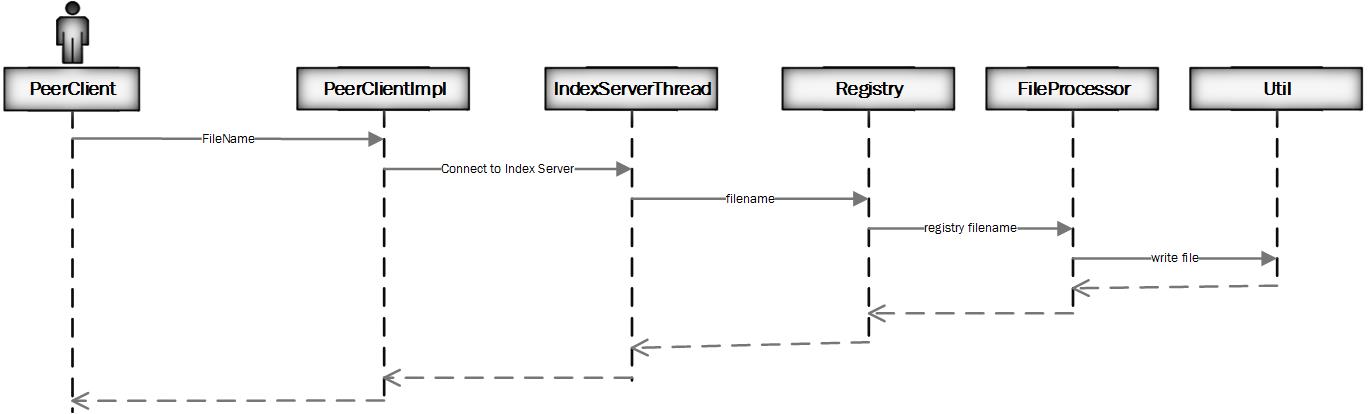 PeerClient
PeerClientImpl
IndexServerThread
Registry
FileProcessor
Util
FileName
Connect to Index Server
filename
registry filename
write file